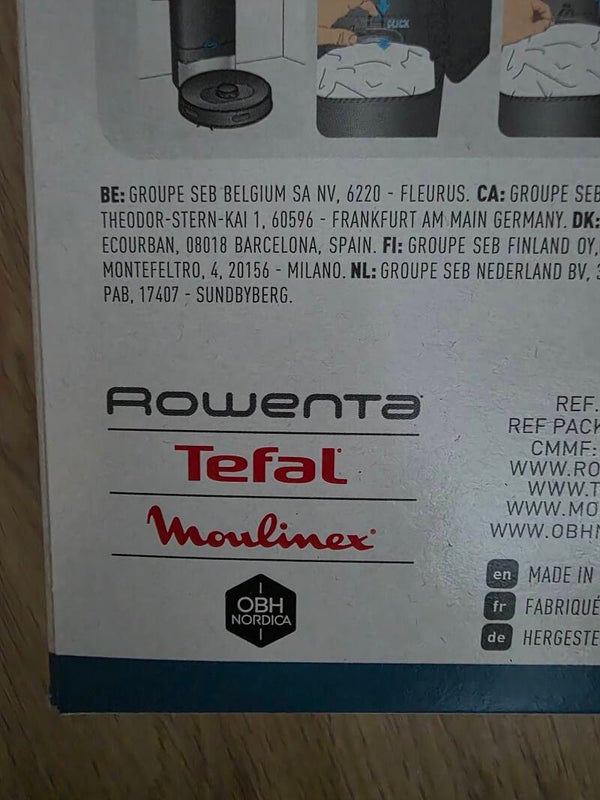 CLICK
BE: GROUPE SEB BELGIUM SA NV, 6220 - FLEURUS. CA: GROUPE SEB
THEODOR-STERN-KAI 1, 60596 - FRANKFURT AM MAIN GERMANY. DK:
ECOURBAN, 08018 BARCELONA, SPAIN. FI: GROUPE SEB FINLAND OY,
MONTEFELTRO, 4, 20156 - MILANO. NL: GROUPE SEB NEDERLAND BV, 3
PAB, 17407 - SUNDBYBERG.
Rowenta
Tefal
Moulinex
OBH
NORDICA
REF.
REF PACK
CMMF:
WWW.RO
WWW.T
WWW.MO
WWW.OBHN
en MADE IN
fr FABRIQUÉ
de HERGESTE